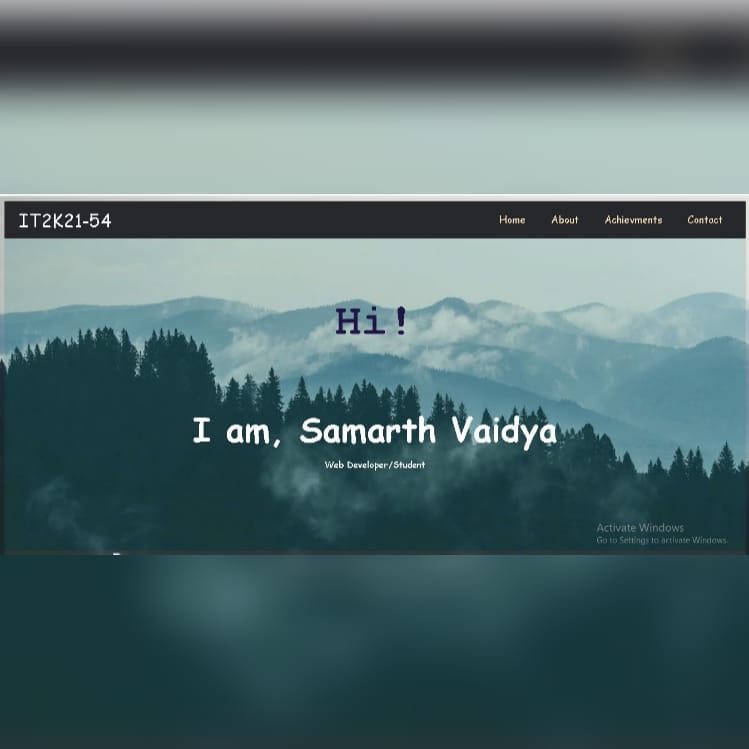 IT2K21-54 Home About Achievments Contact
Hi!
I am, Samarth Vaidya
Web Developer/Student
Activate Windows
Go to Settings to activate Windows.